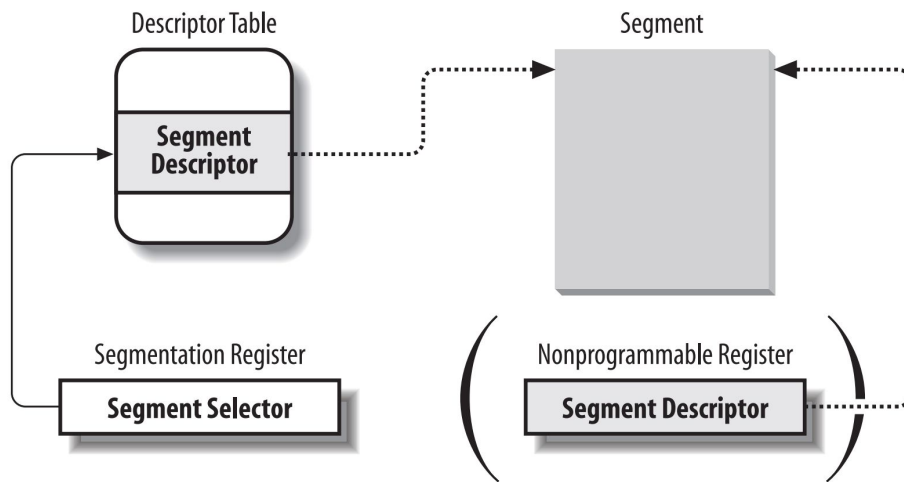 Descriptor Table
Segment
Segment
Descriptor
Segmentation Register
Segment Selector
Nonprogrammable Register
Segment Descriptor